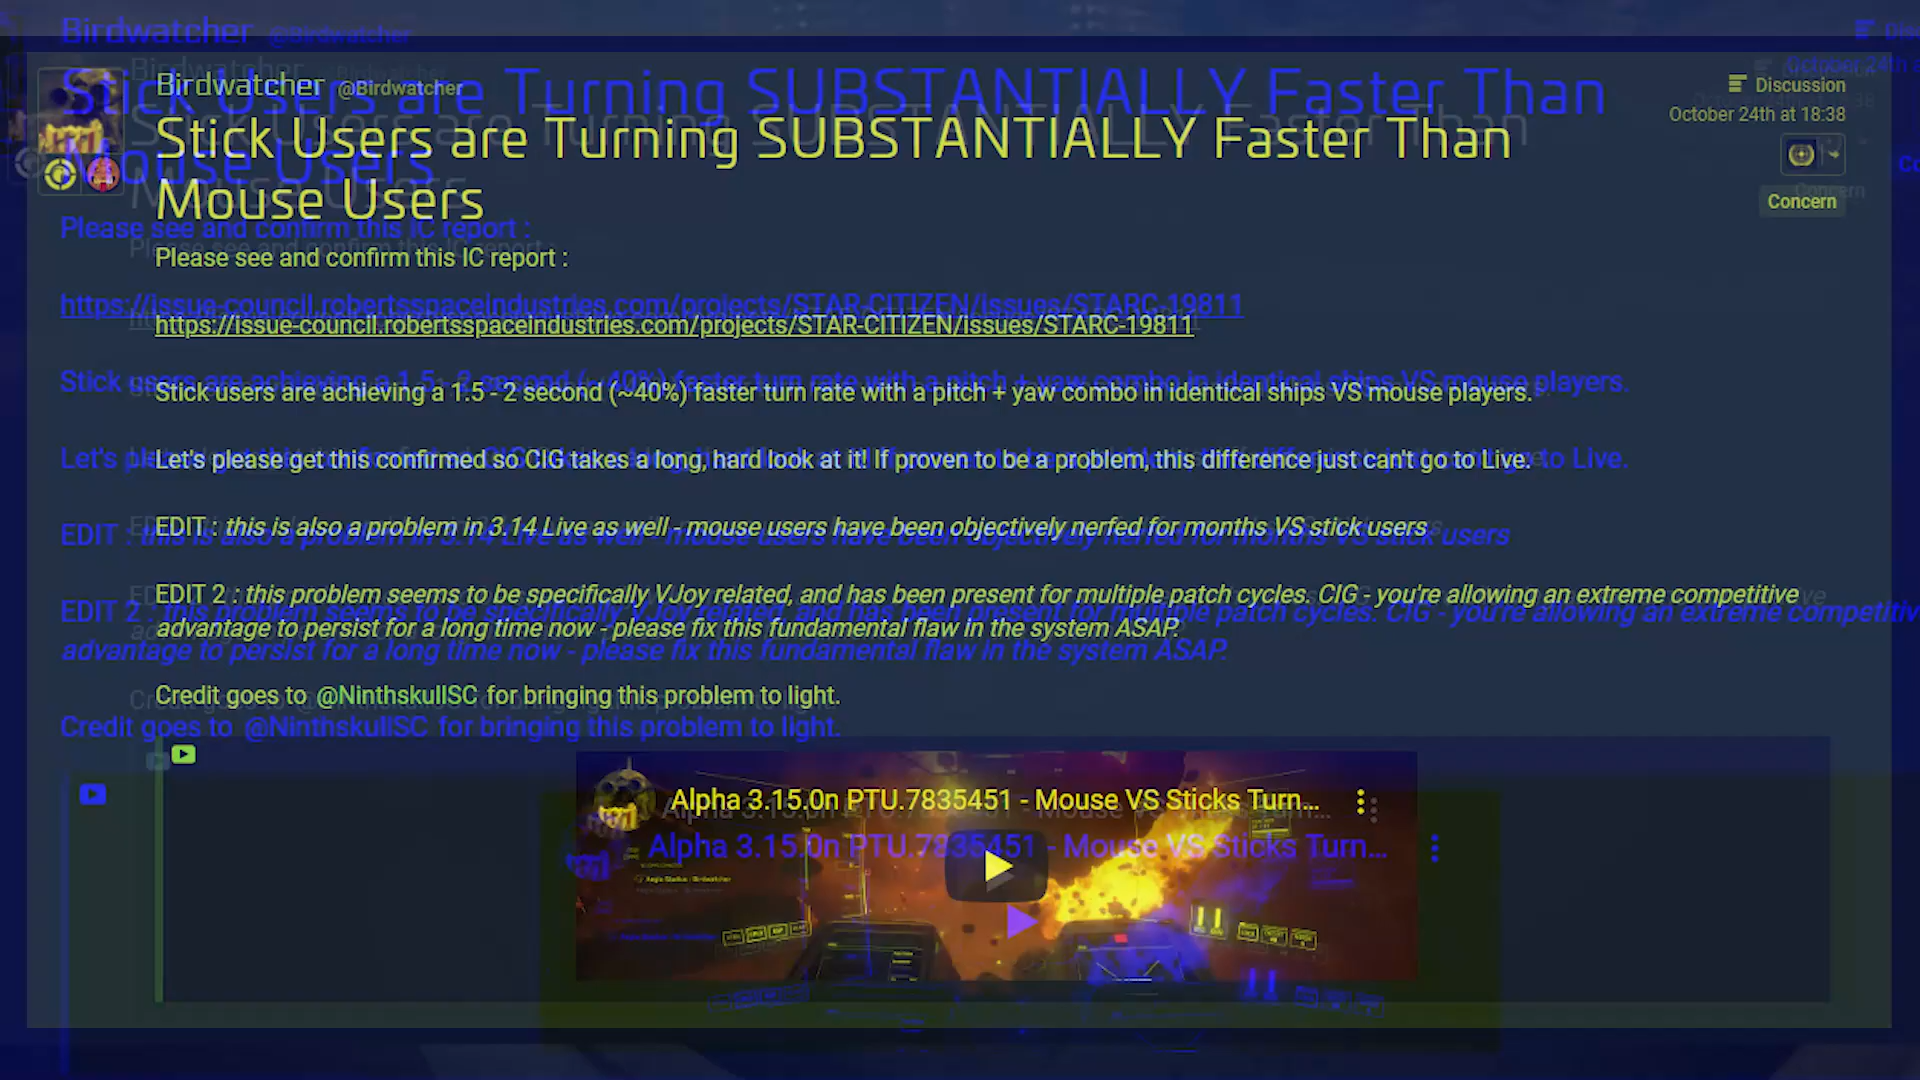 Birdwatcher @Birdwatcher
Discussion
October 24th at 18:38
Concern
Stick Users are Turning SUBSTANTIALLY Faster Than
Mouse Users
Please see and confirm this IC report :
https://issue-council.robertsspaceindustries.com/projects/STAR-CITIZEN/issues/STARC-19811
Stick users are achieving a 1.5 - 2 second (~40%) faster turn rate with a pitch + yaw combo in identical ships VS mouse players.
Let's please get this confirmed so CIG takes a long, hard look at it! If proven to be a problem, this difference just can't go to Live.
EDIT : this is also a problem in 3.14 Live as well - mouse users have been objectively nerfed for months VS stick users
EDIT 2 : this problem seems to be specifically VJoy related, and has been present for multiple patch cycles. CIG - you're allowing an extreme competitive
advantage to persist for a long time now - please fix this fundamental flaw in the system ASAP.
Credit goes to @NinthskullSC for bringing this problem to light.
Alpha 3.15.0n PTU.7835451 - Mouse VS Sticks Turn...